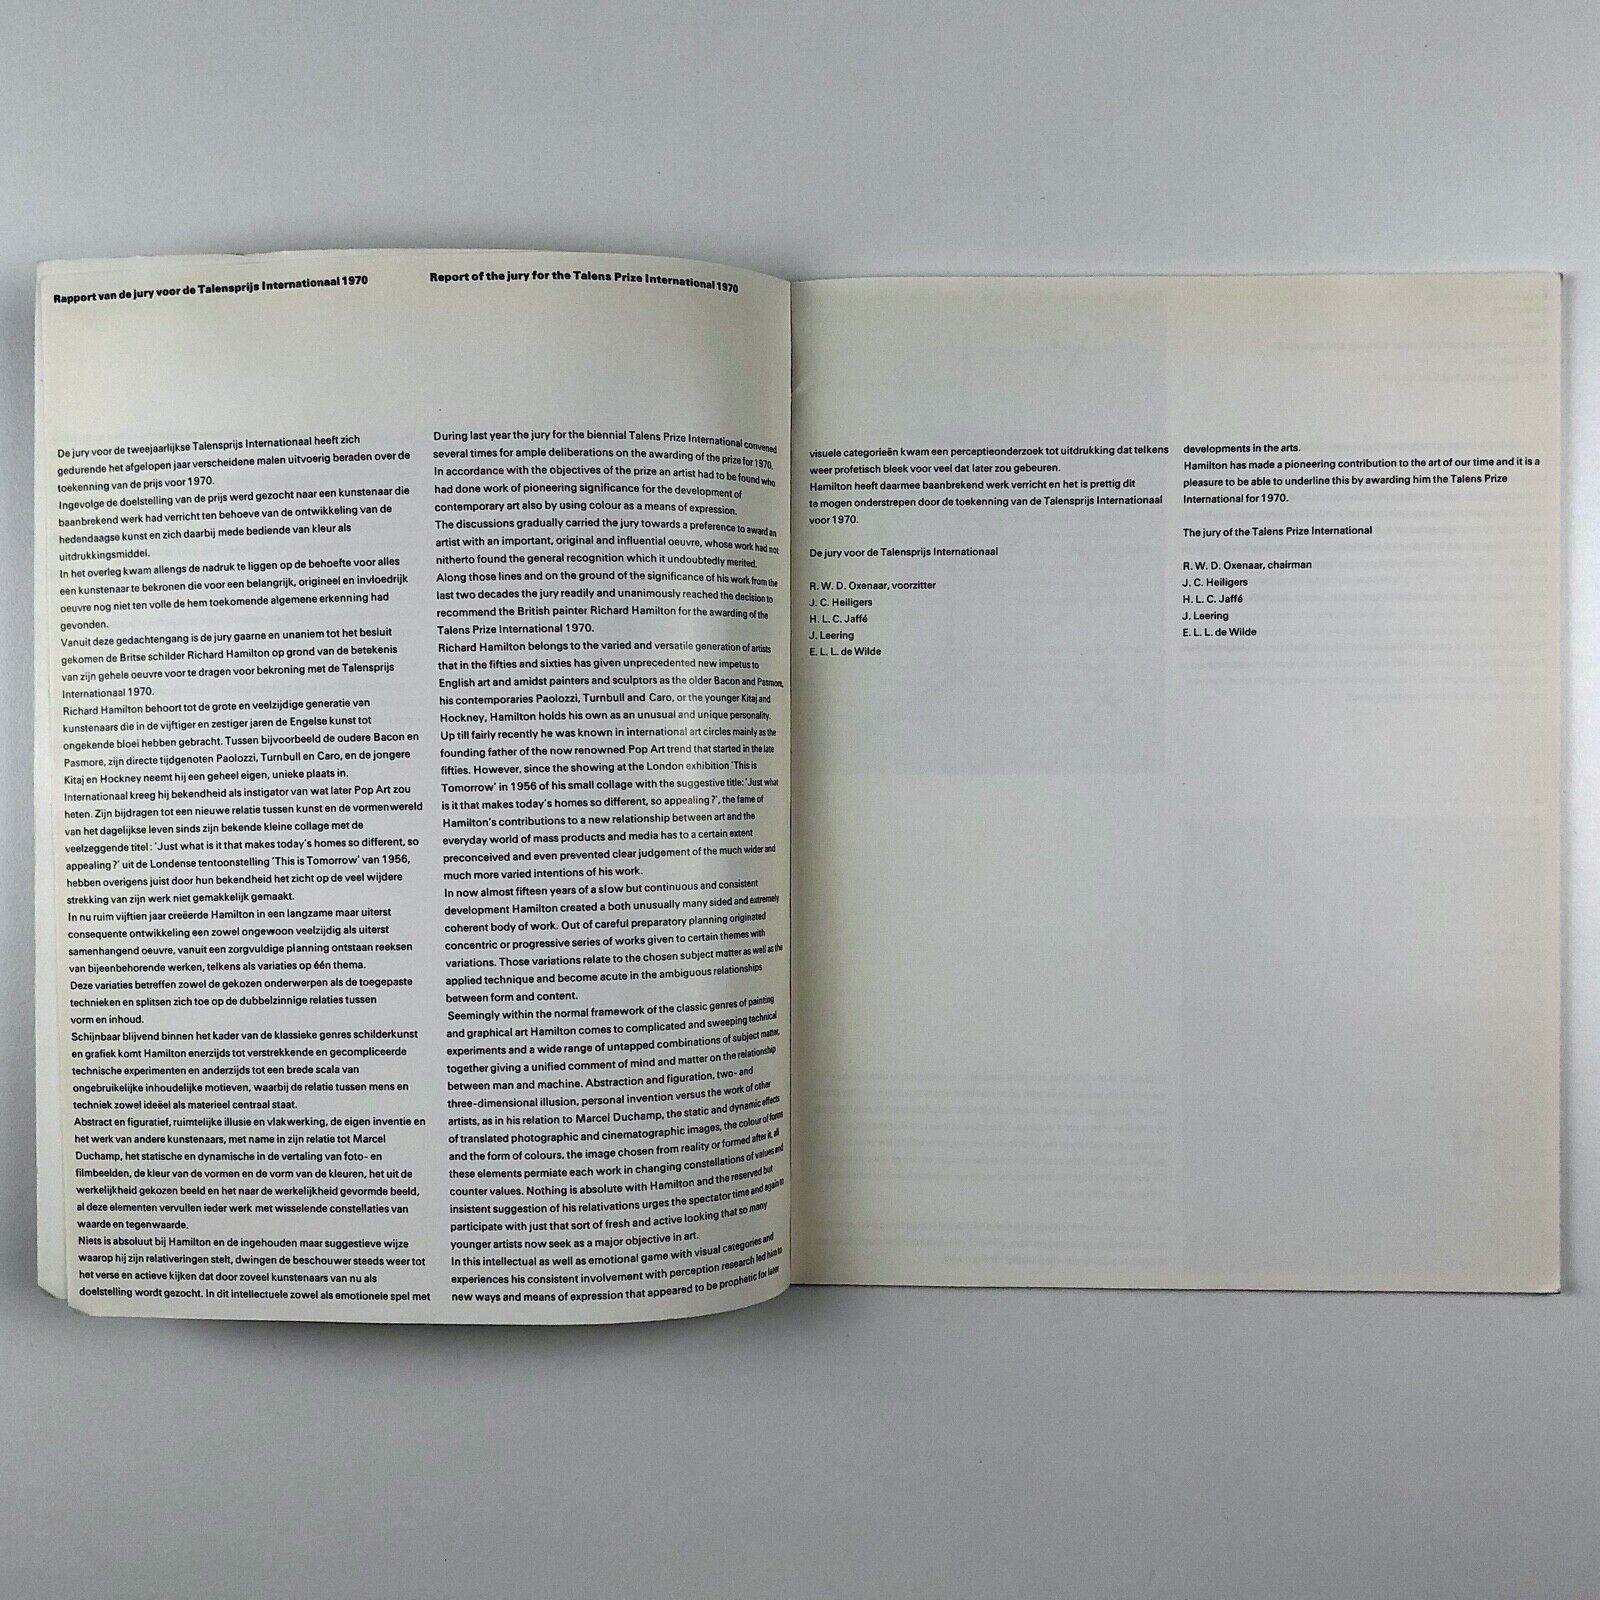 Rapport van de jury voor de Talensprijs Internationaal 1970
De jury voor de tweejaarlijkse Talensprijs Internationaal heeft zich
gedurende het afgelopen jaar verscheidene malen uitvoerig beraden over de
toekenning van de prijs voor 1970.
Ingevolge de doelstelling van de prijs werd gezocht naar een kunstenaar die
baanbrekend werk had verricht ten behoeve van de ontwikkeling van de
hedendaagse kunst en zich daarbij mede bediende van kleur als
uitdrukkingsmiddel.
In het overleg kwam allengs de nadruk te liggen op de behoefte voor alles
een kunstenaar te bekronen die voor een belangrijk, origineel en invloedrijk
oeuvre nog niet ten volle de hem toekomende algemene erkenning had
gevonden.
Vanuit deze gedachtengang is de jury gaarne en unaniem tot het besluit
gekomen de Britse schilder Richard Hamilton op grond van de betekenis
van zijn gehele oeuvre voor te dragen voor bekroning met de Talensprijs
Internationaal 1970.
Richard Hamilton behoort tot de grote en veelzijdige generatie van
kunstenaars die in de vijftiger en zestiger jaren de Engelse kunst tot
ongekende bloei hebben gebracht. Tussen bijvoorbeeld de oudere Bacon en
Pasmore, zijn directe tijdgenoten Paolozzi, Turnbull en Caro, en de jongere
Kitaj en Hockney neemt hij een geheel eigen, unieke plaats in.
Internationaal kreeg hij bekendheid als instigator van wat later Pop Art zou
heten. Zijn bijdragen tot een nieuwe relatie tussen kunst en de vormenwereld
van het dagelijkse leven sinds zijn bekende kleine collage met de
veelzeggende titel: 'Just what is it that makes today's homes so different, so
appealing?' uit de Londense tentoonstelling 'This is Tomorrow' van 1956,
hebben overigens juist door hun bekendheid het zicht op de veel wijdere
strekking van zijn werk niet gemakkelijk gemaakt.
In nu ruim vijftien jaar creëerde Hamilton in een langzame maar uiterst
consequente ontwikkeling een zowel ongewoon veelzijdig als uiterst
samenhangend oeuvre, vanuit een zorgvuldige planning ontstaan reeksen
van bijeenbehorende werken, telkens als variaties op één thema.
Deze variaties betreffen zowel de gekozen onderwerpen als de toegepaste
technieken en splitsen zich toe op de dubbelzinnige relaties tussen
vorm en inhoud.
Schijnbaar blijvend binnen het kader van de klassieke genres schilderkunst
en grafiek komt Hamilton enerzijds tot verstrekkende en gecompliceerde
technische experimenten en anderzijds tot een brede scala van
ongebruikelijke inhoudelijke motieven, waarbij de relatie tussen mens en
techniek zowel ideëel als materieel centraal staat.
Abstract en figuratief, ruimtelijke illusie en vlakwerking, de eigen inventie en
het werk van andere kunstenaars, met name in zijn relatie tot Marcel
Duchamp, het statische en dynamische in de vertaling van foto- en
filmbeelden, de kleur van de vormen en de vorm van de kleuren, het uit de
werkelijkheid gekozen beeld en het naar de werkelijkheid gevormde beeld,
al deze elementen vervullen ieder werk met wisselende constellaties van
waarde en tegenwaarde.
Niets is absoluut bij Hamilton en de ingehouden maar suggestieve wijze
waarop hij zijn relativeringen stelt, dwingen de beschouwer steeds weer tot
het verse en actieve kijken dat door zoveel kunstenaars van nu als
doelstelling wordt gezocht. In dit intellectuele zowel als emotionele spel met
Report of the jury for the Talens Prize International 1970
During last year the jury for the biennial Talens Prize International convened
several times for ample deliberations on the awarding of the prize for 1970.
In accordance with the objectives of the prize an artist had to be found who
had done work of pioneering significance for the development of
contemporary art also by using colour as a means of expression.
The discussions gradually carried the jury towards a preference to award an
artist with an important, original and influential oeuvre, whose work had not
nitherto found the general recognition which it undoubtedly merited.
Along those lines and on the ground of the significance of his work from the
last two decades the jury readily and unanimously reached the decision to
recommend the British painter Richard Hamilton for the awarding of the
Talens Prize International 1970.
Richard Hamilton belongs to the varied and versatile generation of artists
that in the fifties and sixties has given unprecedented new impetus to
English art and amidst painters and sculptors as the older Bacon and Pasmore,
his contemporaries Paolozzi, Turnbull and Caro, or the younger Kitaj and
Hockney, Hamilton holds his own as an unusual and unique personality.
Up till fairly recently he was known in international art circles mainly as the
founding father of the now renowned Pop Art trend that started in the late
fifties. However, since the showing at the London exhibition 'This is
Tomorrow' in 1956 of his small collage with the suggestive title: 'Just what
is it that makes today's homes so different, so appealing?', the fame of
Hamilton's contributions to a new relationship between art and the
everyday world of mass products and media has to a certain extent
preconceived and even prevented clear judgement of the much wider and
much more varied intentions of his work.
In now almost fifteen years of a slow but continuous and consistent
development Hamilton created a both unusually many sided and extremely
coherent body of work. Out of careful preparatory planning originated
concentric or progressive series of works given to certain themes with
variations. Those variations relate to the chosen subject matter as well as the
applied technique and become acute in the ambiguous relationships
between form and content.
Seemingly within the normal framework of the classic genres of painting
and graphical art Hamilton comes to complicated and sweeping technical
experiments and a wide range of untapped combinations of subject matter,
together giving a unified comment of mind and matter on the relationship
between man and machine. Abstraction and figuration, two- and
three-dimensional illusion, personal invention versus the work of other
artists, as in his relation to Marcel Duchamp, the static and dynamic effects
of translated photographic and cinematographic images, the colour of forms
and the form of colours, the image chosen from reality or formed after it, all
these elements permiate each work in changing constellations of values and
counter values. Nothing is absolute with Hamilton and the reserved but
insistent suggestion of his relativations urges the spectator time and again to
participate with just that sort of fresh and active looking that so many
younger artists now seek as a major objective in art.
In this intellectual as well as emotional game with visual categories and
experiences his consistent involvement with perception research led him to
new ways and means of expression that appeared to be prophetic for later
visuele categorieën kwam een perceptieonderzoek tot uitdrukking dat telkens
weer profetisch bleek voor veel dat later zou gebeuren.
Hamilton heeft daarmee baanbrekend werk verricht en het is prettig dit
te mogen onderstrepen door de toekenning van de Talensprijs Internationaal
voor 1970.
De jury voor de Talensprijs Internationaal
R. W. D. Oxenaar, voorzitter
J. C. Heiligers
H. L. C. Jaffé
J. Leering
E. L. L. de Wilde
developments in the arts.
Hamilton has made a pioneering contribution to the art of our time and it is a
pleasure to be able to underline this by awarding him the Talens Prize
International for 1970.
The jury of the Talens Prize International
R. W. D. Oxenaar, chairman
J. C. Heiligers
H. L. C. Jaffé
J. Leering
E. L. L. de Wilde